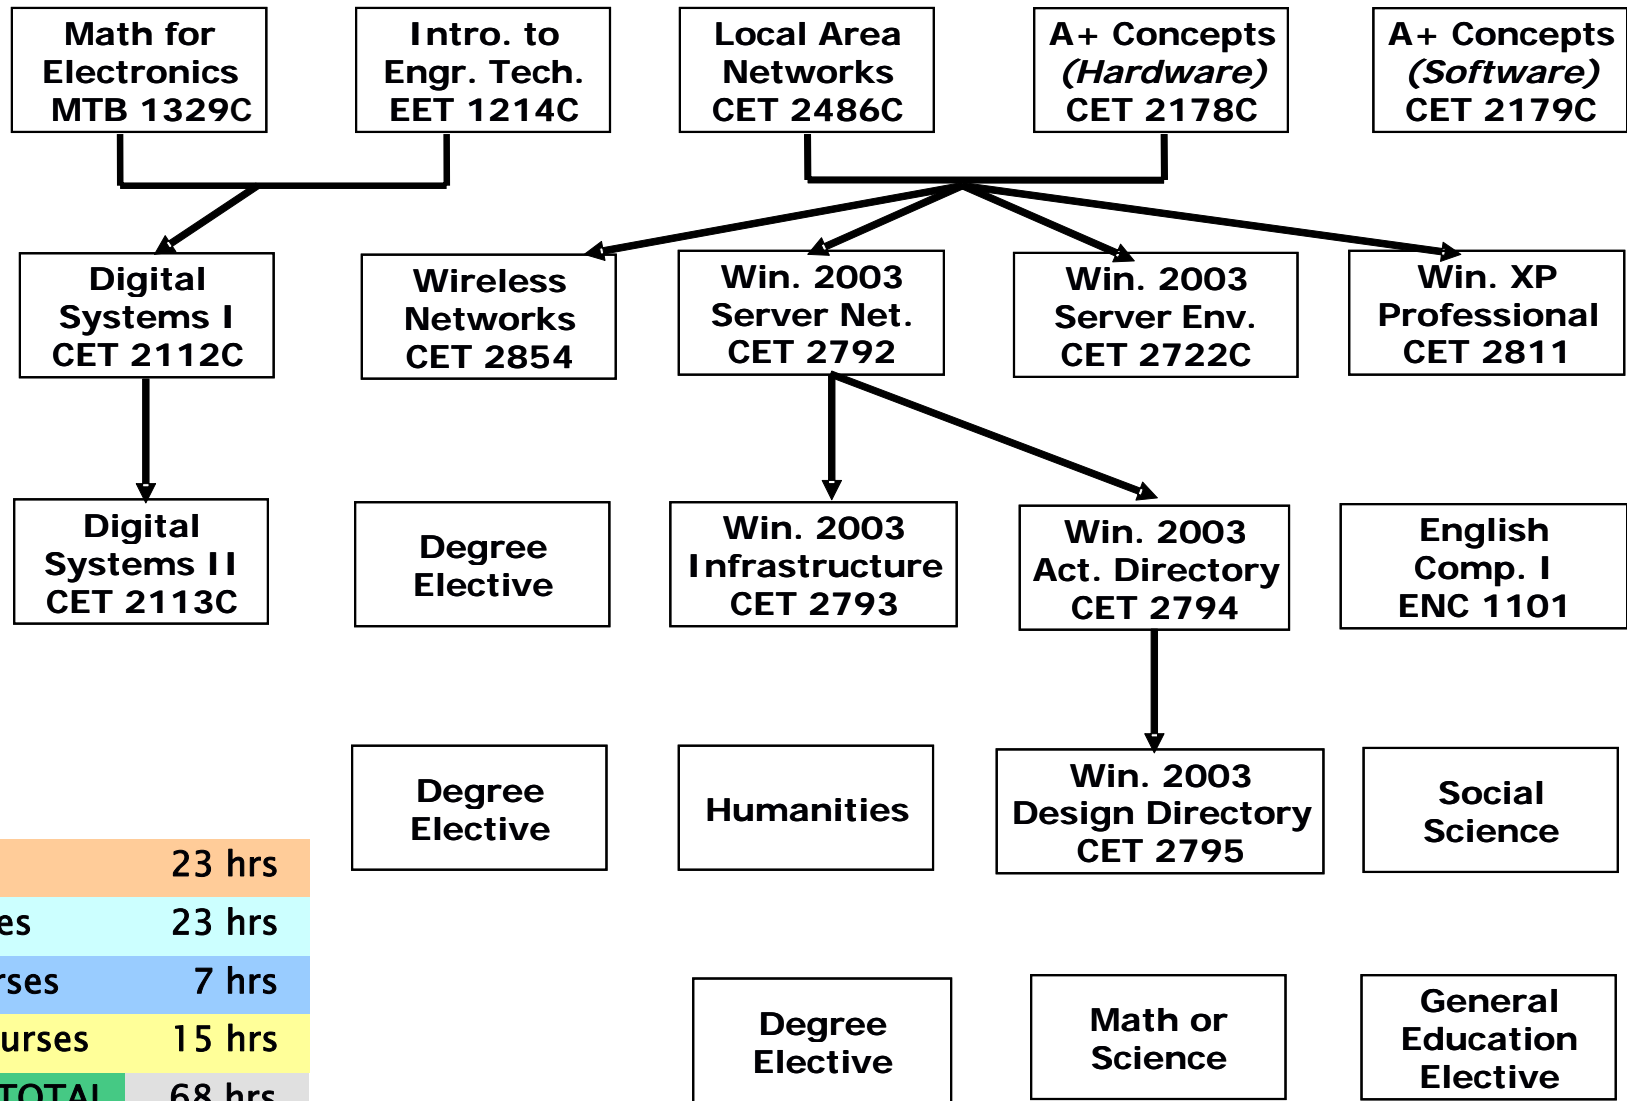 Math for
Electronics
MTB 1329C
Intro. to
Engr. Tech.
EET 1214C
Local Area
Networks
CET 2486C
A+ Concepts
(Hardware)
CET 2178C
A+ Concepts
(Software)
CET 2179C
Digital
Systems I
CET 2112C
Wireless
Networks
CET 2854
Win. 2003
Server Net.
CET 2792
Win. 2003
Server Env.
CET 2722C
Win. XP
Professional
CET 2811
Digital
Systems II
CET 2113C
Degree
Elective
Win. 2003
Infrastructure
CET 2793
Win. 2003
Act. Directory
CET 2794
English
Comp. I
ENC 1101
Degree
Elective
Humanities
Win. 2003
Design Directory
CET 2795
Social
Science
23 hrs
es 23 hrs
rses 7 hrs
urses 15 hrs
TOTAL 68 hrs
Degree
Elective
Math or
Science
General
Education
Elective